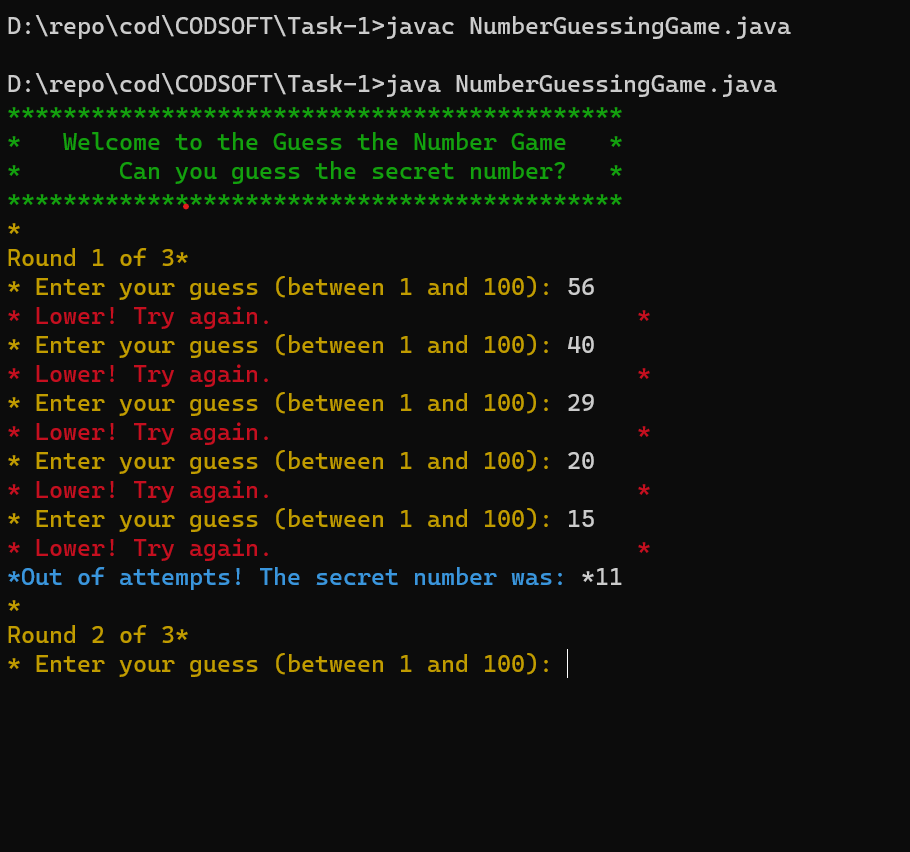 D:\repo\cod\CODSOFT\Task-1>javac NumberGuessingGame.java
D:\repo\cod\CODSOFT\Task-1>java NumberGuessingGame.java
********************************************
*   Welcome to the Guess the Number Game   *
*       Can you guess the secret number?   *
********************************************
*
Round 1 of 3*
* Enter your guess (between 1 and 100): 56
* Lower! Try again.                          *
* Enter your guess (between 1 and 100): 40
* Lower! Try again.                          *
* Enter your guess (between 1 and 100): 29
* Lower! Try again.                          *
* Enter your guess (between 1 and 100): 20
* Lower! Try again.                          *
* Enter your guess (between 1 and 100): 15
* Lower! Try again.                          *
*Out of attempts! The secret number was: *11
*
Round 2 of 3*
* Enter your guess (between 1 and 100):